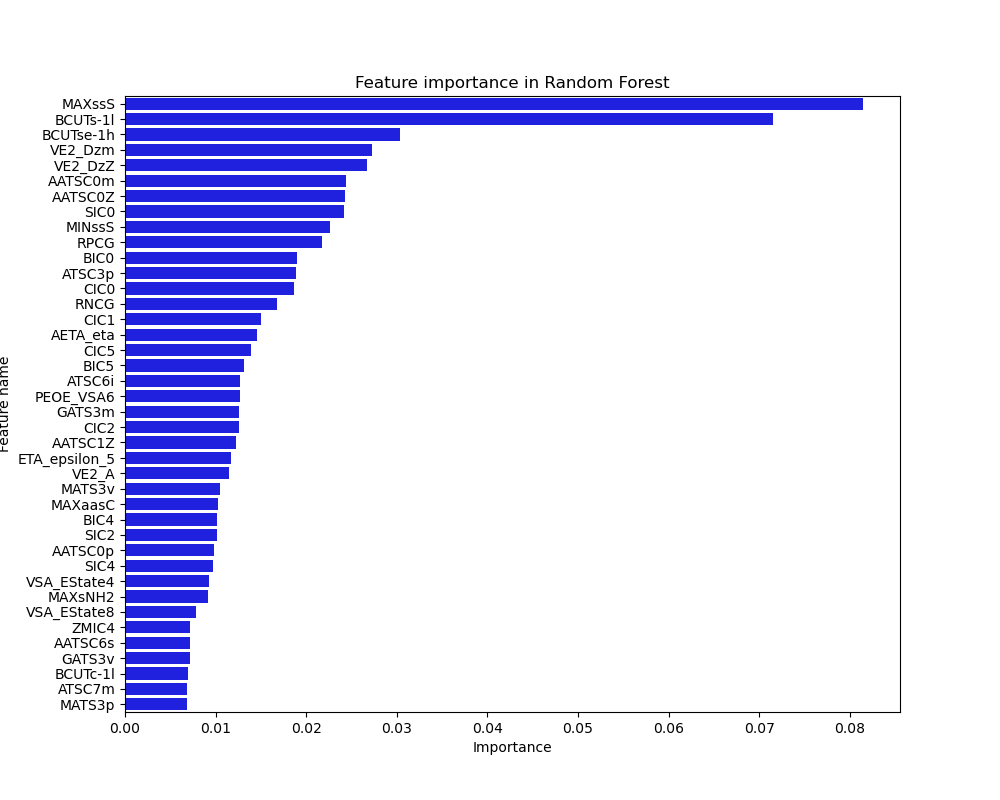 Feature importance in Random Forest
Feature name
MAXssS
BCUTs-1l
BCUTse-1h
VE2_Dzm
VE2_DzZ
AATSC0m
AATSC0Z
SIC0
MINssS
RPCG
BIC0
ATSC3p
CIC0
RNCG
CIC1
AETA_eta
CIC5
BIC5
ATSC6i
PEOE_VSA6
GATS3m
CIC2
AATSC1Z
ETA_epsilon_5
VE2_A
MATS3v
MAXaasC
BIC4
SIC2
AATSC0p
SIC4
VSA_EState4
MAXsNH2
VSA_EState8
ZMIC4
AATSC6s
GATS3v
BCUTc-1l
ATSC7m
MATS3p
0.00 0.01 0.02 0.03 0.04 0.05 0.06 0.07 0.08
Importance